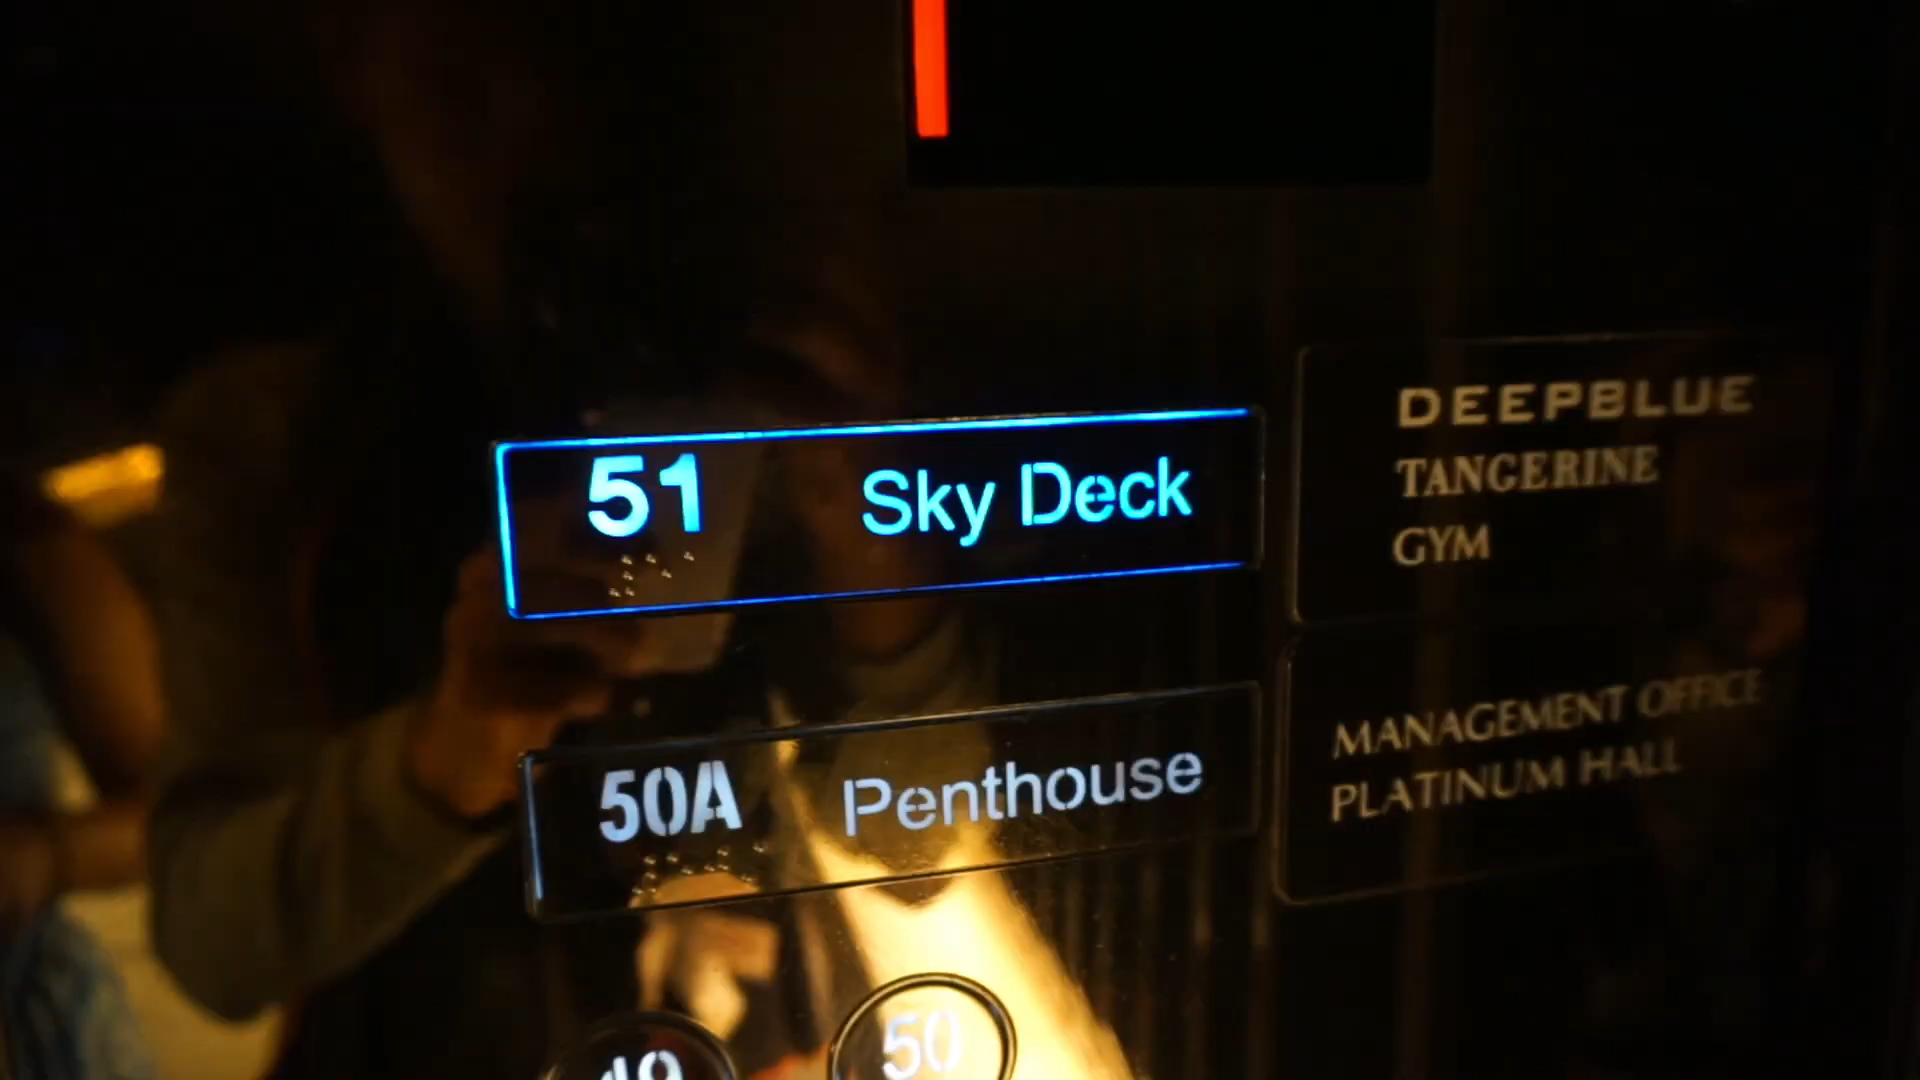 51 Sky Deck
DEEPBLUE
TANGERINE
GYM
50A Penthouse
MANAGEMENT OFFICE
PLATINUM HALL
50